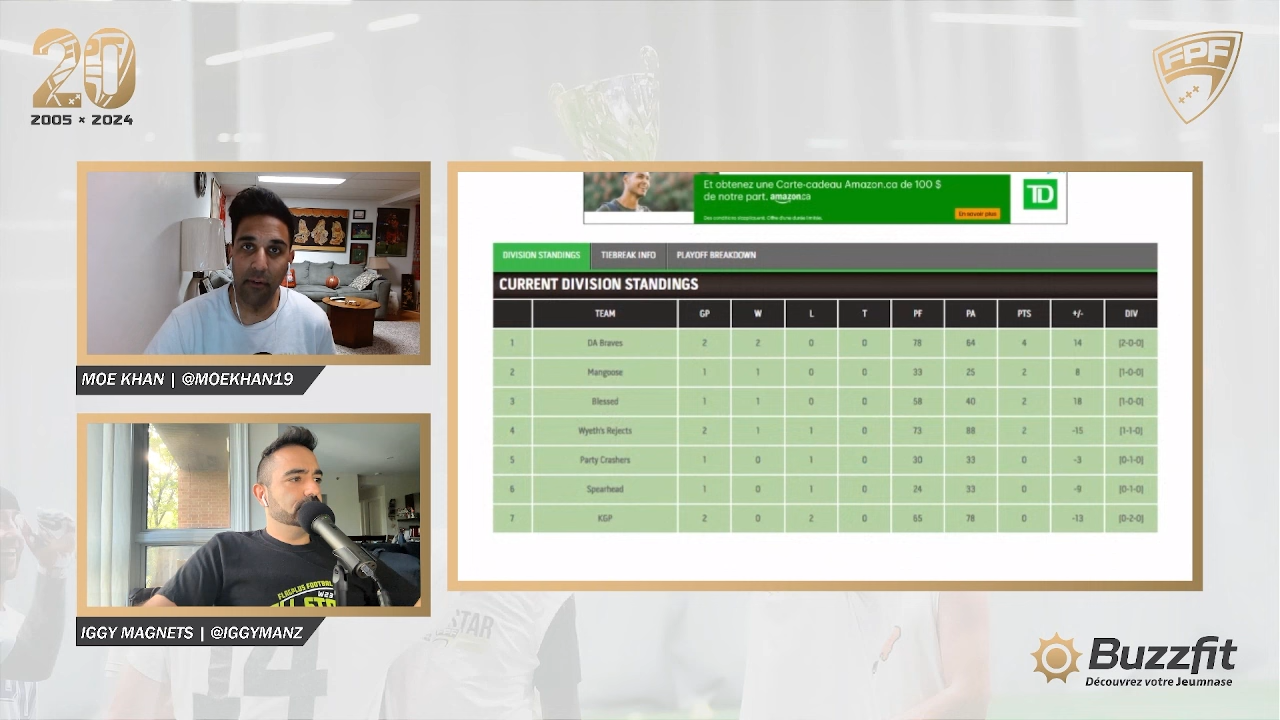 20
2005 × 2024
FPF
Et obtenez une Carte-cadeau Amazon.ca de 100 $
de notre part. amazon.ca
En savoir plus
TD
DIVISION STANDINGS TIEBREAK INFO PLAYOFF BREAKDOWN
CURRENT DIVISION STANDINGS
TEAM GP W L T PF PA PTS +/- DIV
1 DA Braves 2 2 0 0 78 64 4 14 [2-0-0]
2 Mangoose 1 1 0 0 33 25 2 8 [1-0-0]
3 Blessed 1 1 0 0 58 40 2 18 [1-0-0]
4 Wyeth's Rejects 2 1 1 0 73 88 2 -15 [1-1-0]
5 Party Crashers 1 0 1 0 30 33 0 -3 [0-1-0]
6 Spearhead 1 0 1 0 24 33 0 -9 [0-1-0]
7 KGP 2 0 2 0 65 78 0 -13 [0-2-0]
MOE KHAN | @MOEKHAN19
FLAGPLUS FOOTBALL
IGGY MAGNETS | @IGGYMANZ
STAR
14
Buzzfit
Découvrez votre Jeumnase